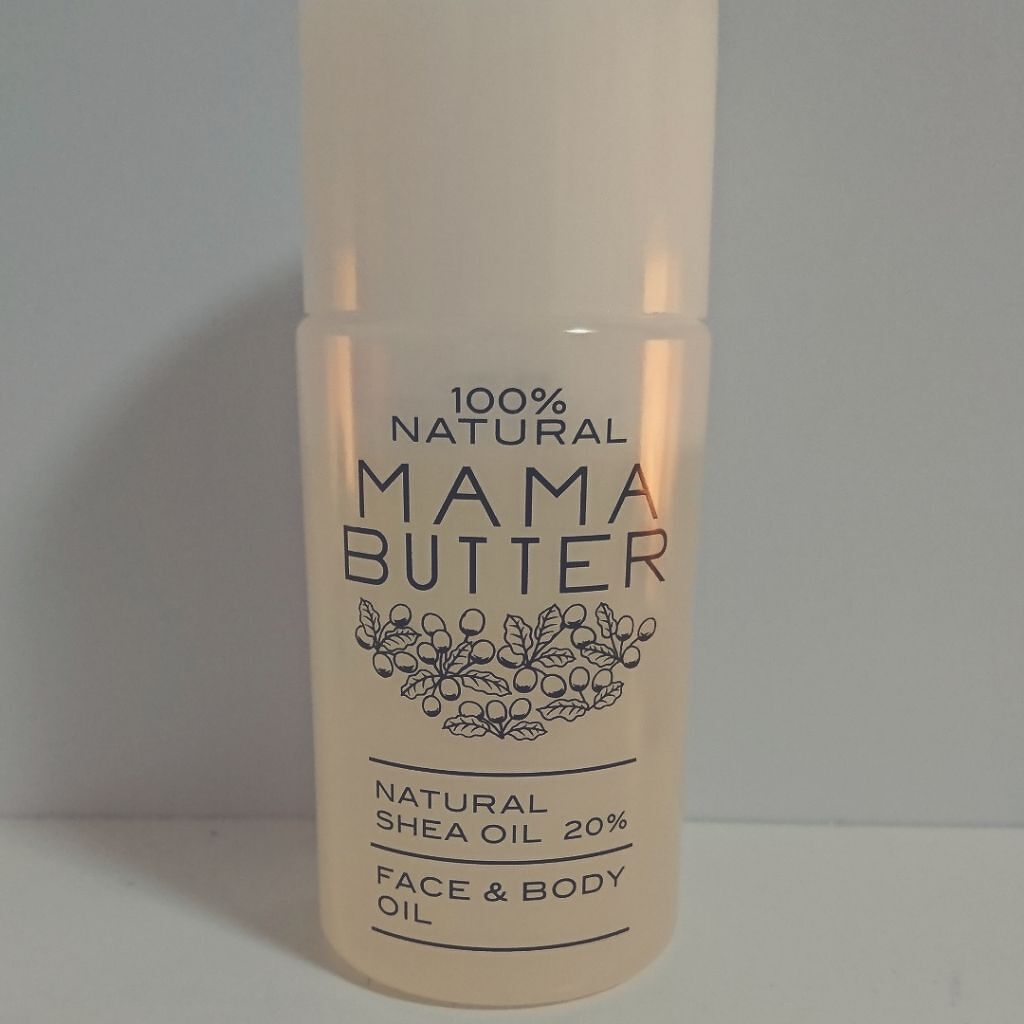 100%
NATURAL
MAMA
BUTTER
NATURAL
SHEA OIL 20%
FACE & BODY
OIL